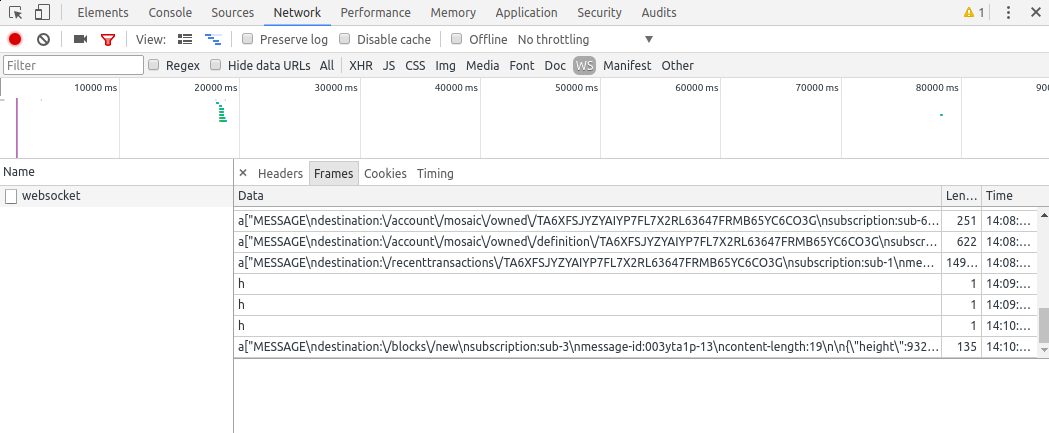 Elements Console Sources Network Performance Memory Application Security Audits 1
View: Preserve log Disable cache Offline No throttling
Filter Regex Hide data URLs All XHR JS CSS Img Media Font Doc WS Manifest Other
10000 ms 20000 ms 30000 ms 40000 ms 50000 ms 60000 ms 70000 ms 80000 ms 900
Name × Headers Frames Cookies Timing
websocket Data Len... Time
a["MESSAGE\ndestination:\/account\/mosaic\/owned\/TA6XFSJYZYAIYP7FL7X2RL63647FRMB65YC6CO3G\nsubscription:sub-6... 251 14:08:...
a["MESSAGE\ndestination:\/account\/mosaic\/owned\/definition\/TA6XFSJYZYAIYP7FL7X2RL63647FRMB65YC6CO3G\nsubscr... 622 14:08:...
a["MESSAGE\ndestination:\/recenttransactions\/TA6XFSJYZYAIYP7FL7X2RL63647FRMB65YC6CO3G\nsubscription:sub-1\nme... 149... 14:08:...
h 1 14:09:...
h 1 14:09:...
h 1 14:10:...
a["MESSAGE\ndestination:\/blocks\/new\nsubscription:sub-3\nmessage-id:003yta1p-13\ncontent-length:19\n\n{\"height\":932... 135 14:10:...